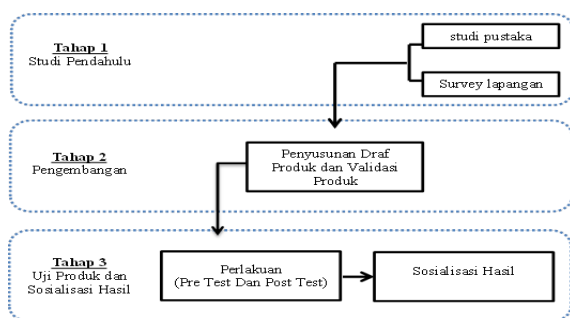 Tahap 1
Studi Pendahulu
studi pustaka
Survey lapangan
Tahap 2
Pengembangan
Penyusunan Draf
Produk dan Validasi
Produk
Tahap 3
Uji Produk dan
Sosialisasi Hasil
Perlakuan
(Pre Test Dan Post Test)
Sosialisasi Hasil